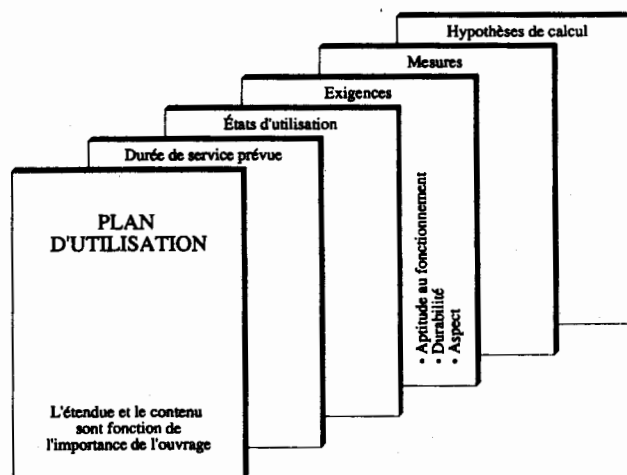 Hypothèses de calcul
Mesures
Exigences
États d'utilisation
Durée de service prévue
PLAN
D'UTILISATION
• Aptitude au fonctionnement
• Durabilité
• Aspect
L'étendue et le contenu
sont fonction de
l'importance de l'ouvrage